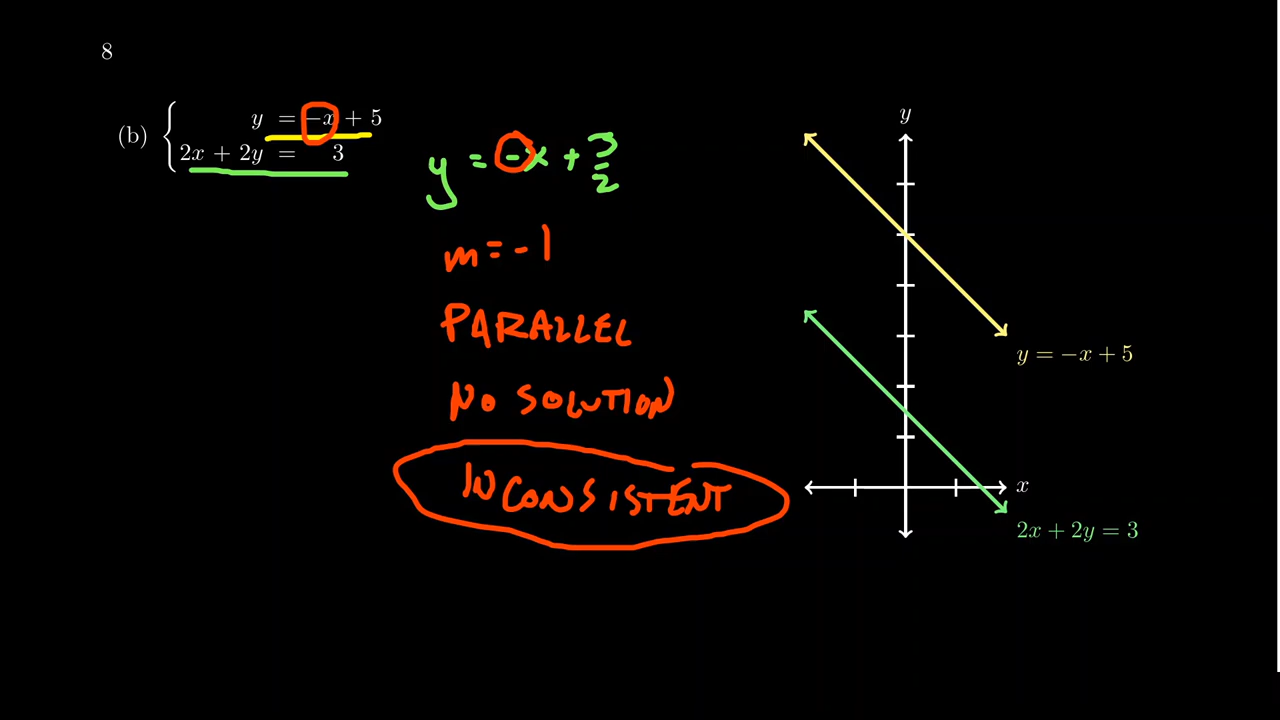 8
(b) { y = −x + 5
2x + 2y = 3
y = -x + 3/2
m = -1
PARALLEL
NO SOLUTION
INCONSISTENT
y
y = −x + 5
x
2x + 2y = 3